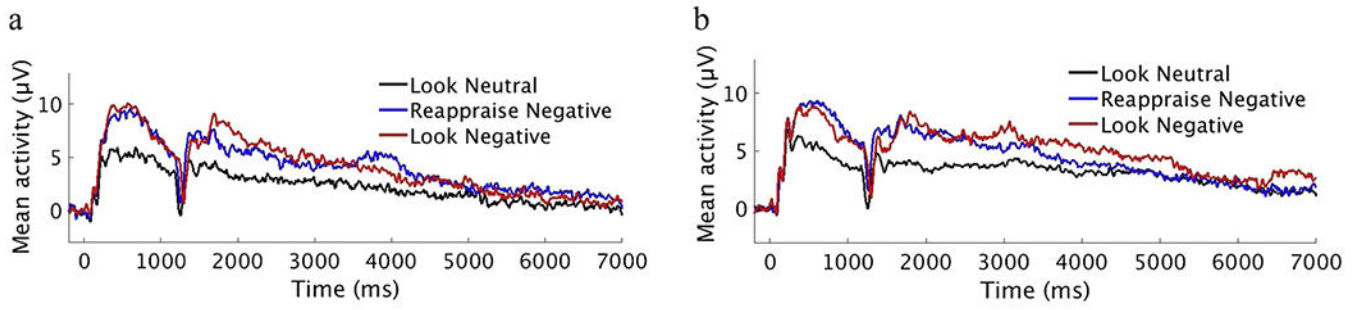 a
Mean activity (µV)
10
5
0
Look Neutral
Reappraise Negative
Look Negative
0 1000 2000 3000 4000 5000 6000 7000
Time (ms)
b
Mean activity (µV)
10
5
0
Look Neutral
Reappraise Negative
Look Negative
0 1000 2000 3000 4000 5000 6000 7000
Time (ms)